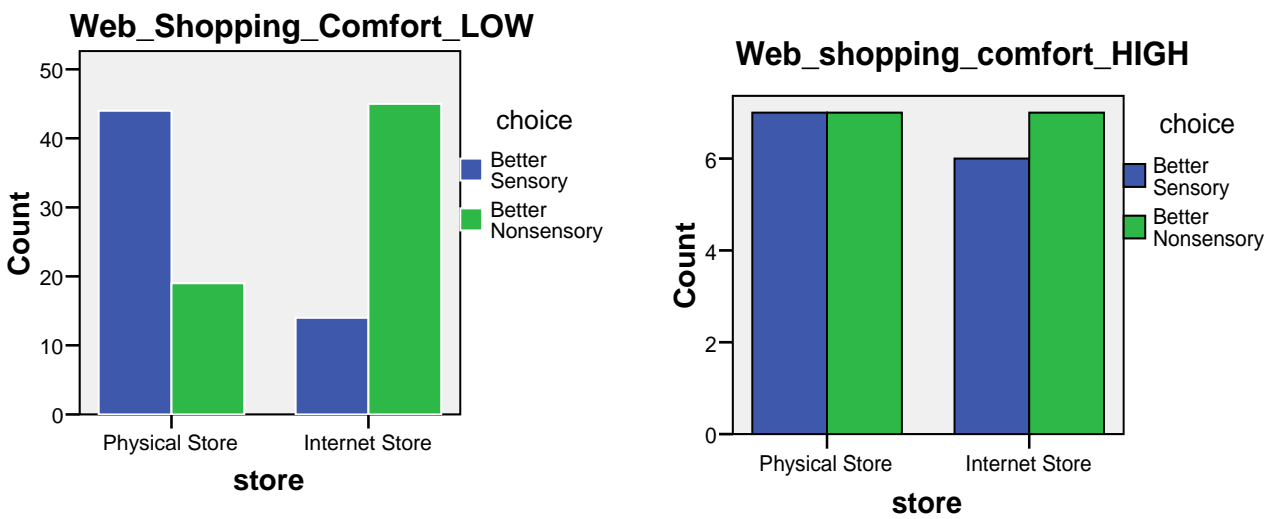 Web_Shopping_Comfort_LOW
50
40
30
20
10
0
Count
Physical Store
Internet Store
store
choice
Better
Sensory
Better
Nonsensory
Web_shopping_comfort_HIGH
6
4
2
0
Count
Physical Store
Internet Store
store
choice
Better
Sensory
Better
Nonsensory